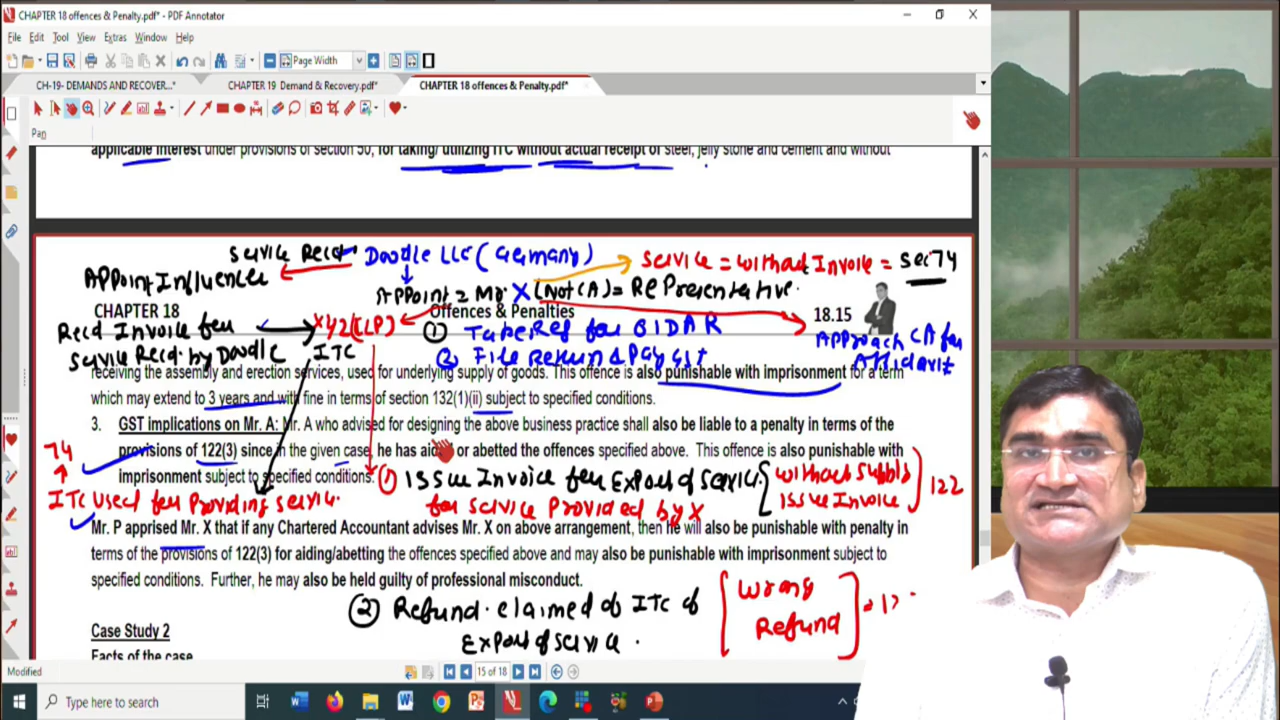 CHAPTER 18 offences & Penalty.pdf* - PDF Annotator
File Edit Tool View Extras Window Help
Page Width
CH-19- DEMANDS AND RECOVER...* CHAPTER 19 Demand & Recovery.pdf* CHAPTER 18 offences & Penalty.pdf*
Pan
applicable interest under provisions of section 50, for taking/ utilizing ITC without actual receipt of steel, jelly stone and cement and without
Service Recd Doodle LLC (Germany) Service = without Invoice = Sec 74
Appoint Influencer
Appoint = Mr X (Not CA) = RePresentative.
CHAPTER 18 Offences & Penalties 18.15
Recd Invoice for XYZ (LLP) ① Take Reg for OIDAR APProach CA for
Service Recd. by Doodle ITC ② File Return & Pay GST Affidavit
receiving the assembly and erection services, used for underlying supply of goods. This offence is also punishable with imprisonment for a term
which may extend to 3 years and with fine in terms of section 132(1)(ii) subject to specified conditions.
3. GST implications on Mr. A: Mr. A who advised for designing the above business practice shall also be liable to a penalty in terms of the
74 provisions of 122(3) since in the given case, he has aided or abetted the offences specified above. This offence is also punishable with
imprisonment subject to specified conditions. ① Issue Invoice for Export of Service. without Supply
ITC Used for Providing Service. for Service Provided by X Issue Invoice 122
Mr. P apprised Mr. X that if any Chartered Accountant advises Mr. X on above arrangement, then he will also be punishable with penalty in
terms of the provisions of 122(3) for aiding/abetting the offences specified above and may also be punishable with imprisonment subject to
specified conditions. Further, he may also be held guilty of professional misconduct.
② Refund claimed of ITC of Wrong
Export of Service. Refund
Case Study 2
Facts of the case
Modified 15 of 18
Type here to search